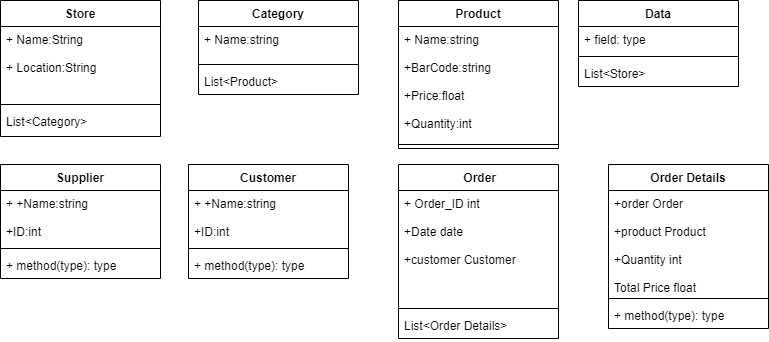 Store
+ Name:String
+ Location:String
List<Category>
Category
+ Name:string
List<Product>
Product
+ Name:string
+BarCode:string
+Price:float
+Quantity:int
Data
+ field: type
List<Store>
Supplier
+ +Name:string
+ID:int
+ method(type): type
Customer
+ +Name:string
+ID:int
+ method(type): type
Order
+ Order_ID int
+Date date
+customer Customer
List<Order Details>
Order Details
+order Order
+product Product
+Quantity int
Total Price float
+ method(type): type